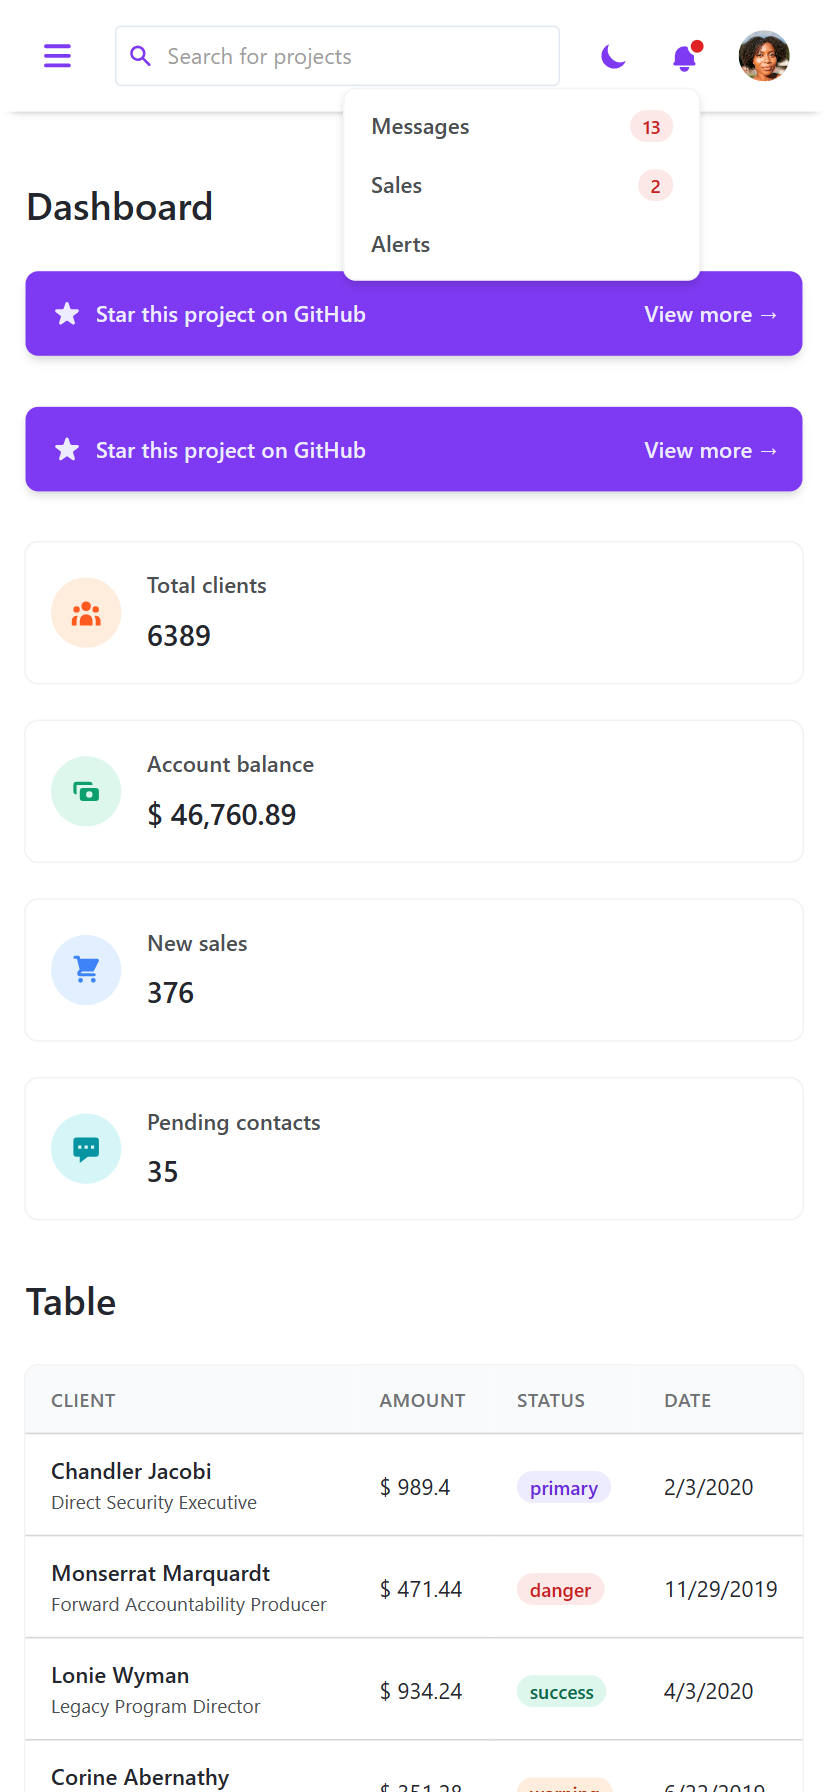 Search for projects
Messages 13
Sales 2
Alerts
Dashboard
Star this project on GitHub View more →
Star this project on GitHub View more →
Total clients
6389
Account balance
$ 46,760.89
New sales
376
Pending contacts
35
Table
CLIENT AMOUNT STATUS DATE
Chandler Jacobi
Direct Security Executive
$ 989.4 primary 2/3/2020
Monserrat Marquardt
Forward Accountability Producer
$ 471.44 danger 11/29/2019
Lonie Wyman
Legacy Program Director
$ 934.24 success 4/3/2020
Corine Abernathy